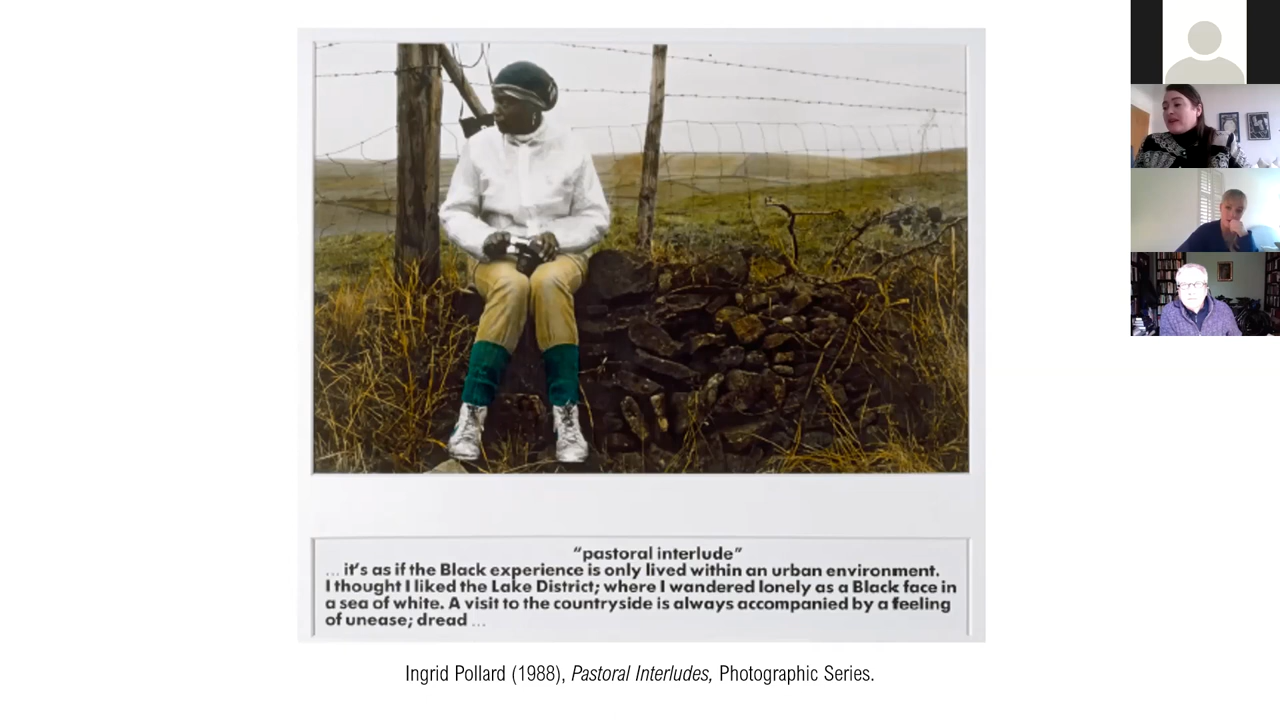 “pastoral interlude”
... it’s as if the Black experience is only lived within an urban environment.
I thought I liked the Lake District; where I wandered lonely as a Black face in
a sea of white. A visit to the countryside is always accompanied by a feeling
of unease; dread ...
Ingrid Pollard (1988), Pastoral Interludes, Photographic Series.